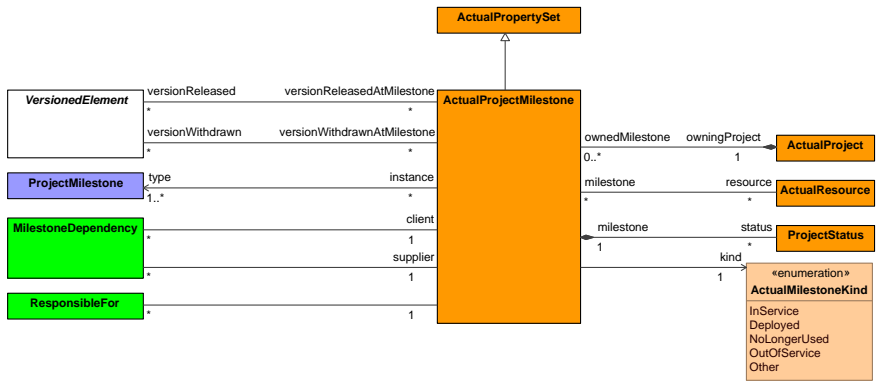 ActualPropertySet
VersionedElement
versionReleased
versionReleasedAtMilestone
*
*
versionWithdrawn
versionWithdrawnAtMilestone
*
*
ActualProjectMilestone
ownedMilestone
owningProject
0..*
1
ActualProject
ProjectMilestone
type
instance
1..*
*
milestone
resource
*
*
ActualResource
MilestoneDependency
client
*
1
supplier
*
1
milestone
status
1
*
ProjectStatus
kind
1
«enumeration»
ActualMilestoneKind
InService
Deployed
NoLongerUsed
OutOfService
Other
ResponsibleFor
*
1